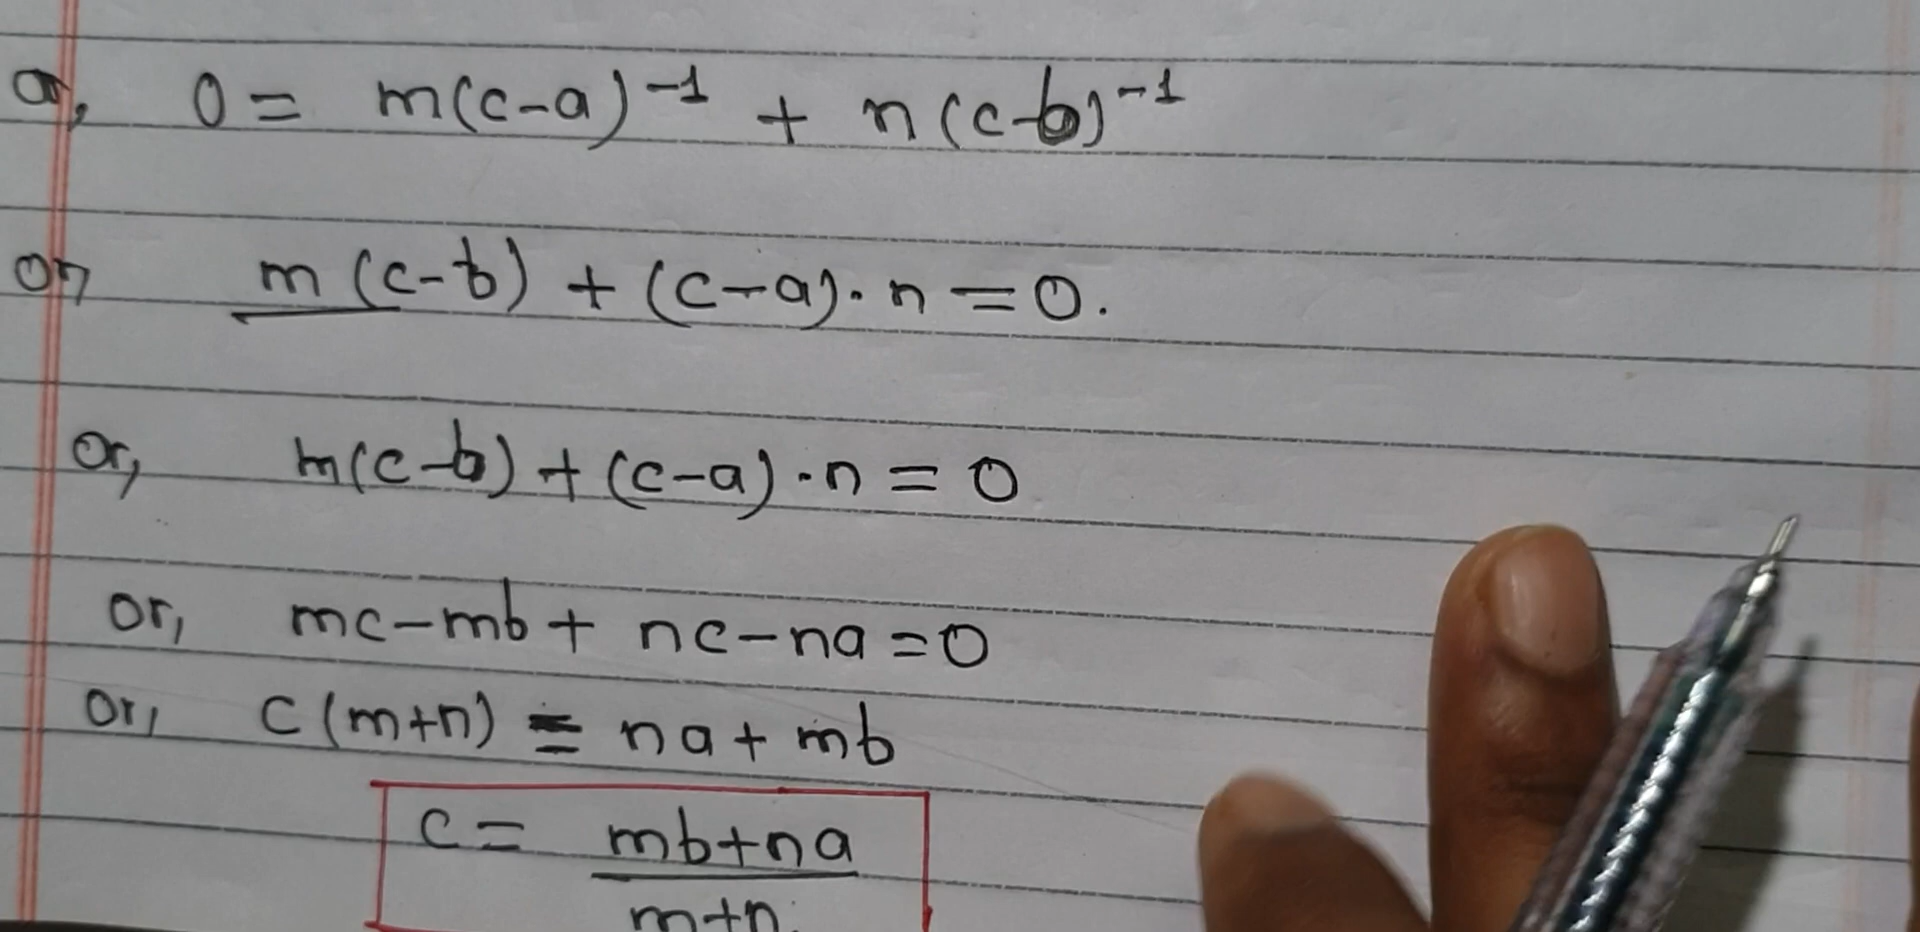 or, 0 = m(c-a)⁻¹ + n(c-b)⁻¹
or m(c-b) + (c-a)·n = 0.
or, m(c-b) + (c-a)·n = 0
or, mc-mb + nc-na = 0
or, c(m+n) = na + mb
c = mb+na
m+n